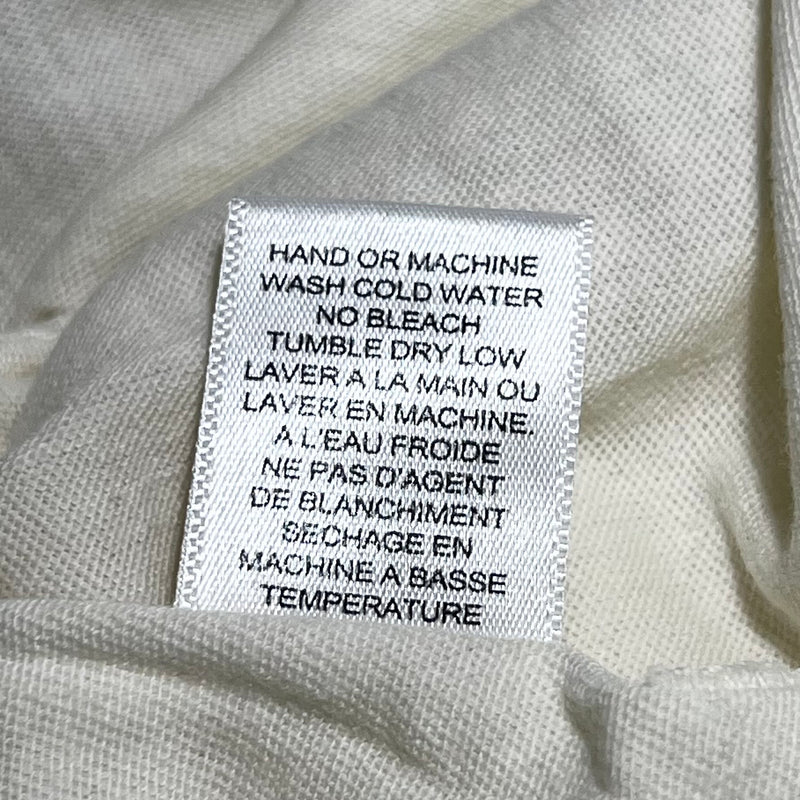 HAND OR MACHINE
WASH COLD WATER
NO BLEACH
TUMBLE DRY LOW
LAVER A LA MAIN OU
LAVER EN MACHINE.
A L'EAU FROIDE
NE PAS D'AGENT
DE BLANCHIMENT
SECHAGE EN
MACHINE A BASSE
TEMPERATURE